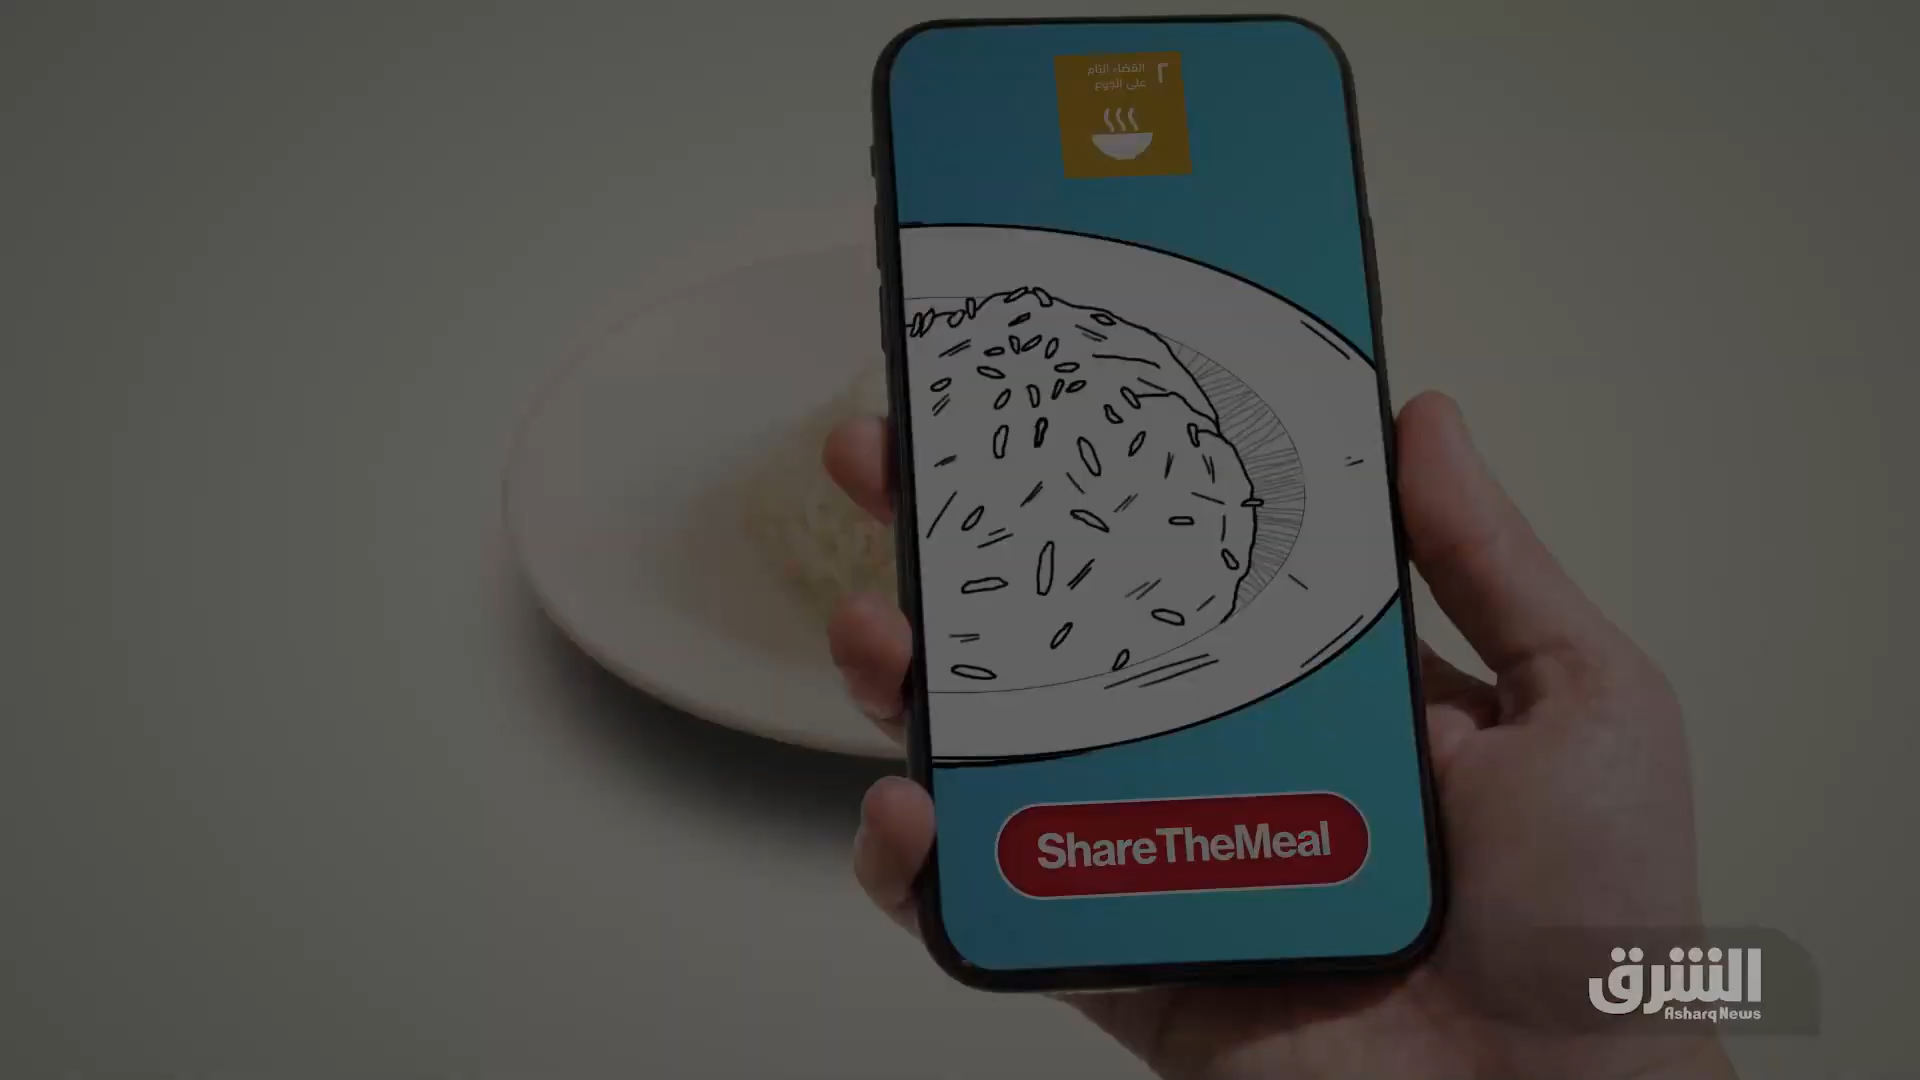 ٢
القضاء التام
على الجوع
ShareTheMeal
الشرق
Asharq News